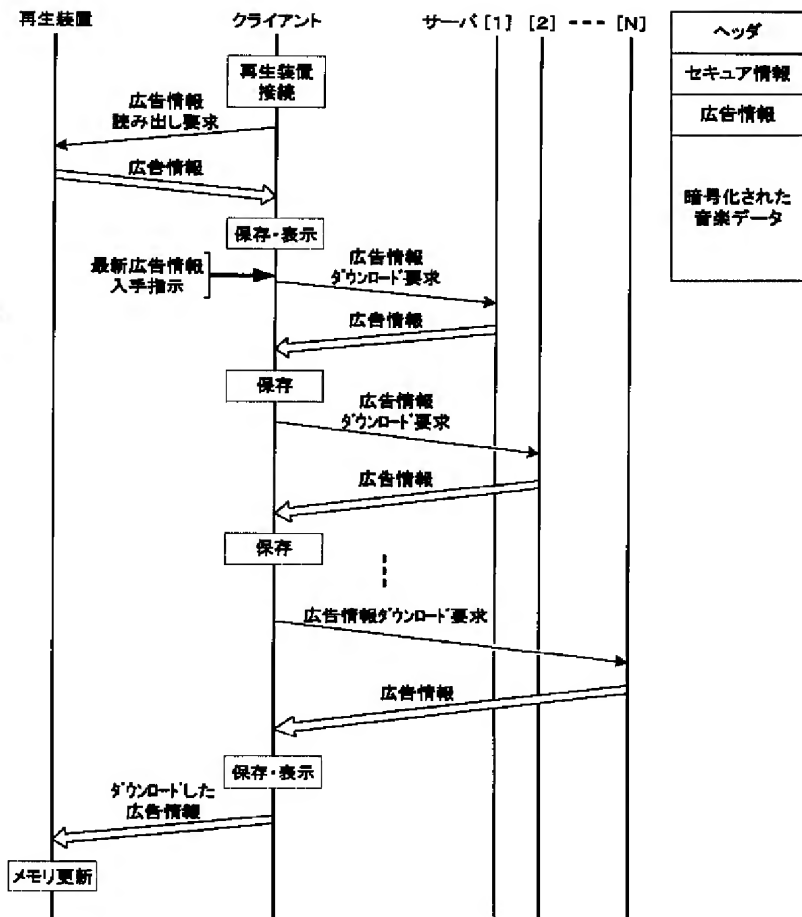 再生装置
クライアント
サーバ [1] [2] --- [N]
再生装置
接続
広告情報
読み出し要求
広告情報
保存・表示
最新広告情報
入手指示
広告情報
ダウンロード要求
広告情報
保存
広告情報
ダウンロード要求
広告情報
保存
広告情報ダウンロード要求
広告情報
保存・表示
ダウンロードした
広告情報
メモリ更新
ヘッダ
セキュア情報
広告情報
暗号化された
音楽データ